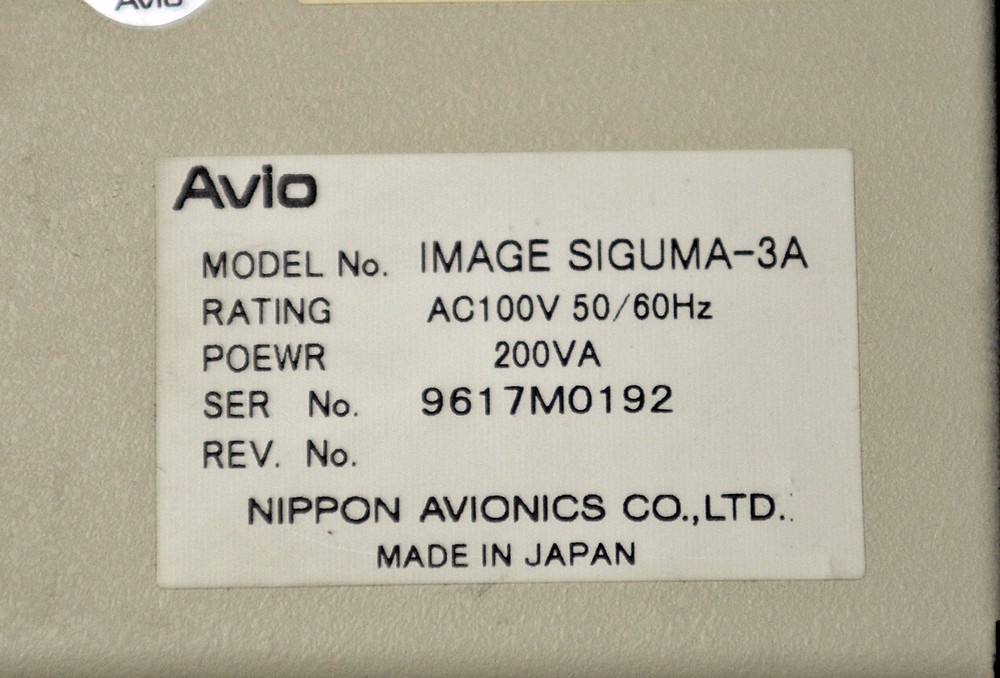 Avio
Avio
MODEL No. IMAGE SIGUMA-3A
RATING AC100V 50/60Hz
POEWR 200VA
SER No. 9617M0192
REV. No.
NIPPON AVIONICS CO.,LTD.
MADE IN JAPAN